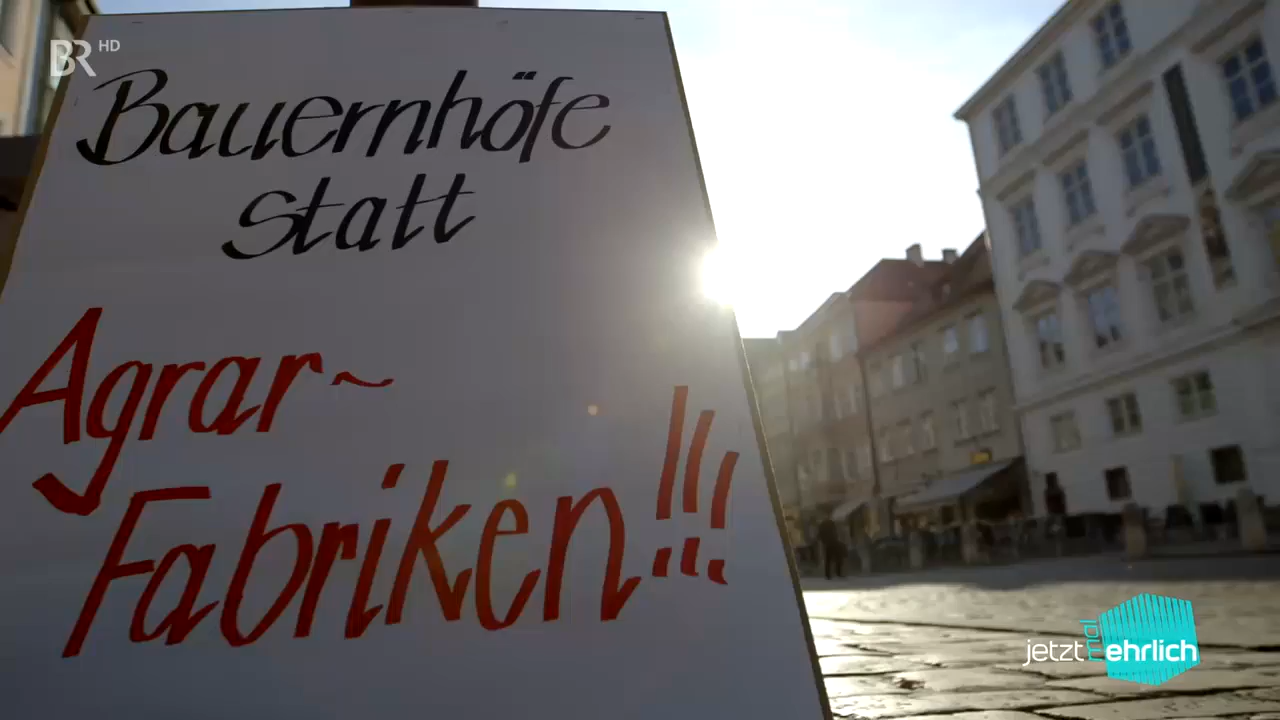 BR HD
Bauernhöfe
statt
Agrar~
Fabriken!!!
jetzt mal ehrlich